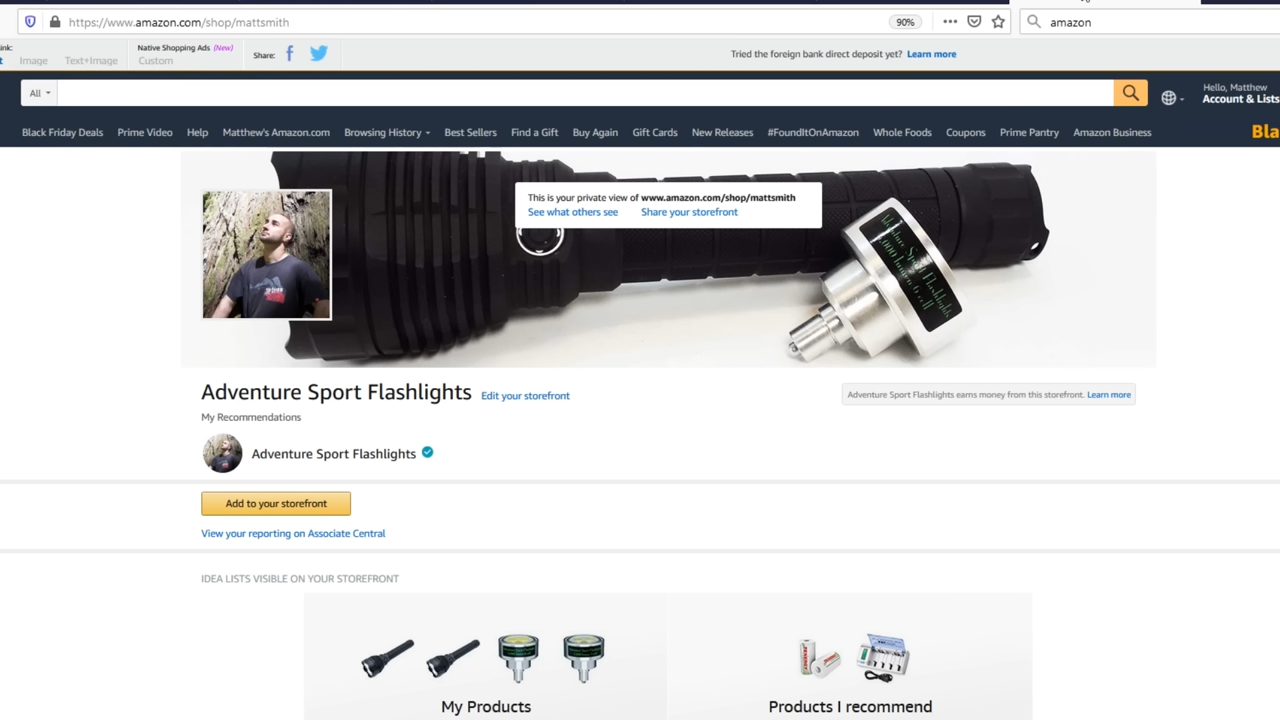 https://www.amazon.com/shop/mattsmith
90%
amazon
Image
Text+Image
Native Shopping Ads (New)
Custom
Share:
Tried the foreign bank direct deposit yet? Learn more
All
Hello, Matthew
Account & Lists
Black Friday Deals Prime Video Help Matthew's Amazon.com Browsing History Best Sellers Find a Gift Buy Again Gift Cards New Releases #FoundItOnAmazon Whole Foods Coupons Prime Pantry Amazon Business
This is your private view of www.amazon.com/shop/mattsmith
See what others see Share your storefront
Adventure Sport Flashlights
Adventure Sport Flashlights Edit your storefront
Adventure Sport Flashlights earns money from this storefront. Learn more
My Recommendations
Adventure Sport Flashlights
Add to your storefront
View your reporting on Associate Central
IDEA LISTS VISIBLE ON YOUR STOREFRONT
My Products
Products I recommend